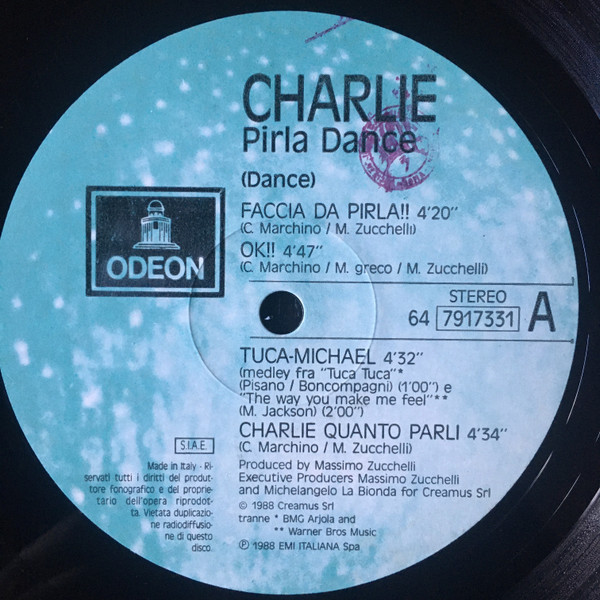 CHARLIE
Pirla Dance
(Dance)
FACCIA DA PIRLA!! 4'20"
(C. Marchino / M. Zucchelli)
OK!! 4'47"
(C. Marchino / M. greco / M. Zucchelli)
ODEON
STEREO
64 7917331 A
TUCA-MICHAEL 4'32"
(medley fra "Tuca Tuca"*
(Pisano / Boncompagni) (1'00") e
"The way you make me feel"**
(M. Jackson) (2'00")
CHARLIE QUANTO PARLI 4'34"
(C. Marchino / M. Zucchelli)
Produced by Massimo Zucchelli
Executive Producers Massimo Zucchelli
and Michelangelo La Bionda for Creamus Srl
© 1988 Creamus Srl
tranne * BMG Arjola and
** Warner Bros Music
℗ 1988 EMI ITALIANA Spa
S.I.A.E.
Made in Italy - Ri-
servati tutti i diritti del produt-
tore fonografico e del proprie-
tario dell'opera riprodot-
ta. Vietata duplicazio-
ne radiodiffusio-
ne di questo
disco.